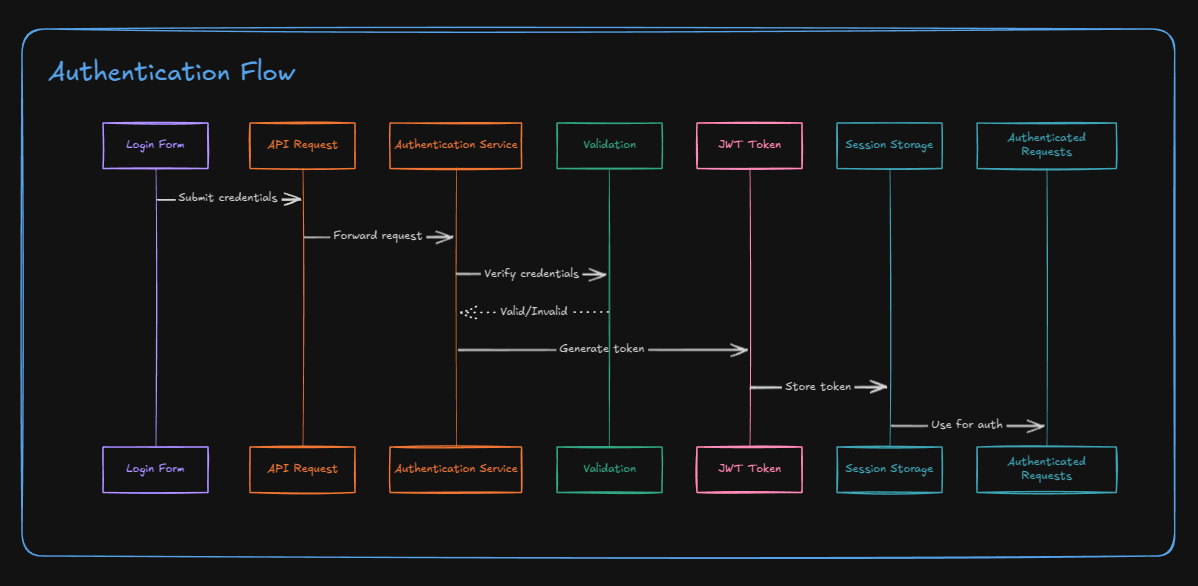 Authentication Flow
Login Form
API Request
Authentication Service
Validation
JWT Token
Session Storage
Authenticated
Requests
Submit credentials
Forward request
Verify credentials
Valid/Invalid
Generate token
Store token
Use for auth
Login Form
API Request
Authentication Service
Validation
JWT Token
Session Storage
Authenticated
Requests